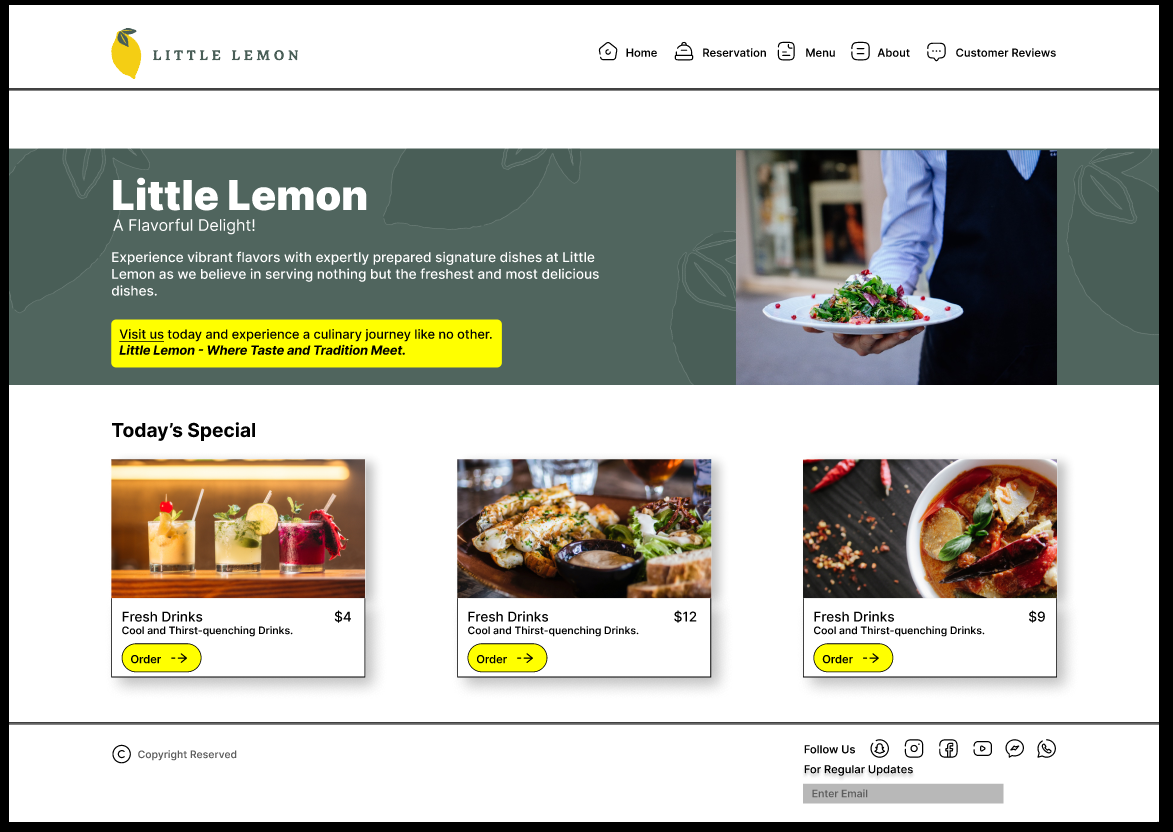 LITTLE LEMON
Home Reservation Menu About Customer Reviews
Little Lemon
A Flavorful Delight!
Experience vibrant flavors with expertly prepared signature dishes at Little
Lemon as we believe in serving nothing but the freshest and most delicious
dishes.
Visit us today and experience a culinary journey like no other.
Little Lemon - Where Taste and Tradition Meet.
Today’s Special
Fresh Drinks $4
Cool and Thirst-quenching Drinks.
Order
Fresh Drinks $12
Cool and Thirst-quenching Drinks.
Order
Fresh Drinks $9
Cool and Thirst-quenching Drinks.
Order
Copyright Reserved
Follow Us
For Regular Updates
Enter Email